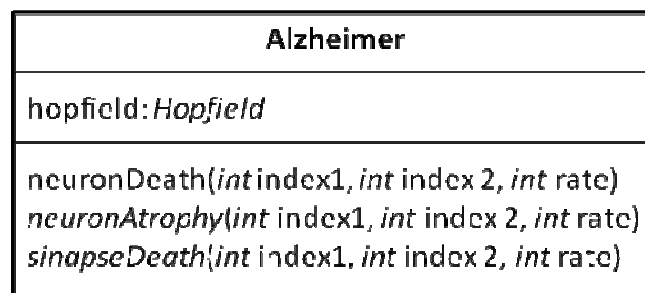 Alzheimer
hopfield: Hopfield
neuronDeath(int index1, int index 2, int rate)
neuronAtrophy(int index1, int index 2, int rate)
sinapseDeath(int index1, int index 2, int rate)